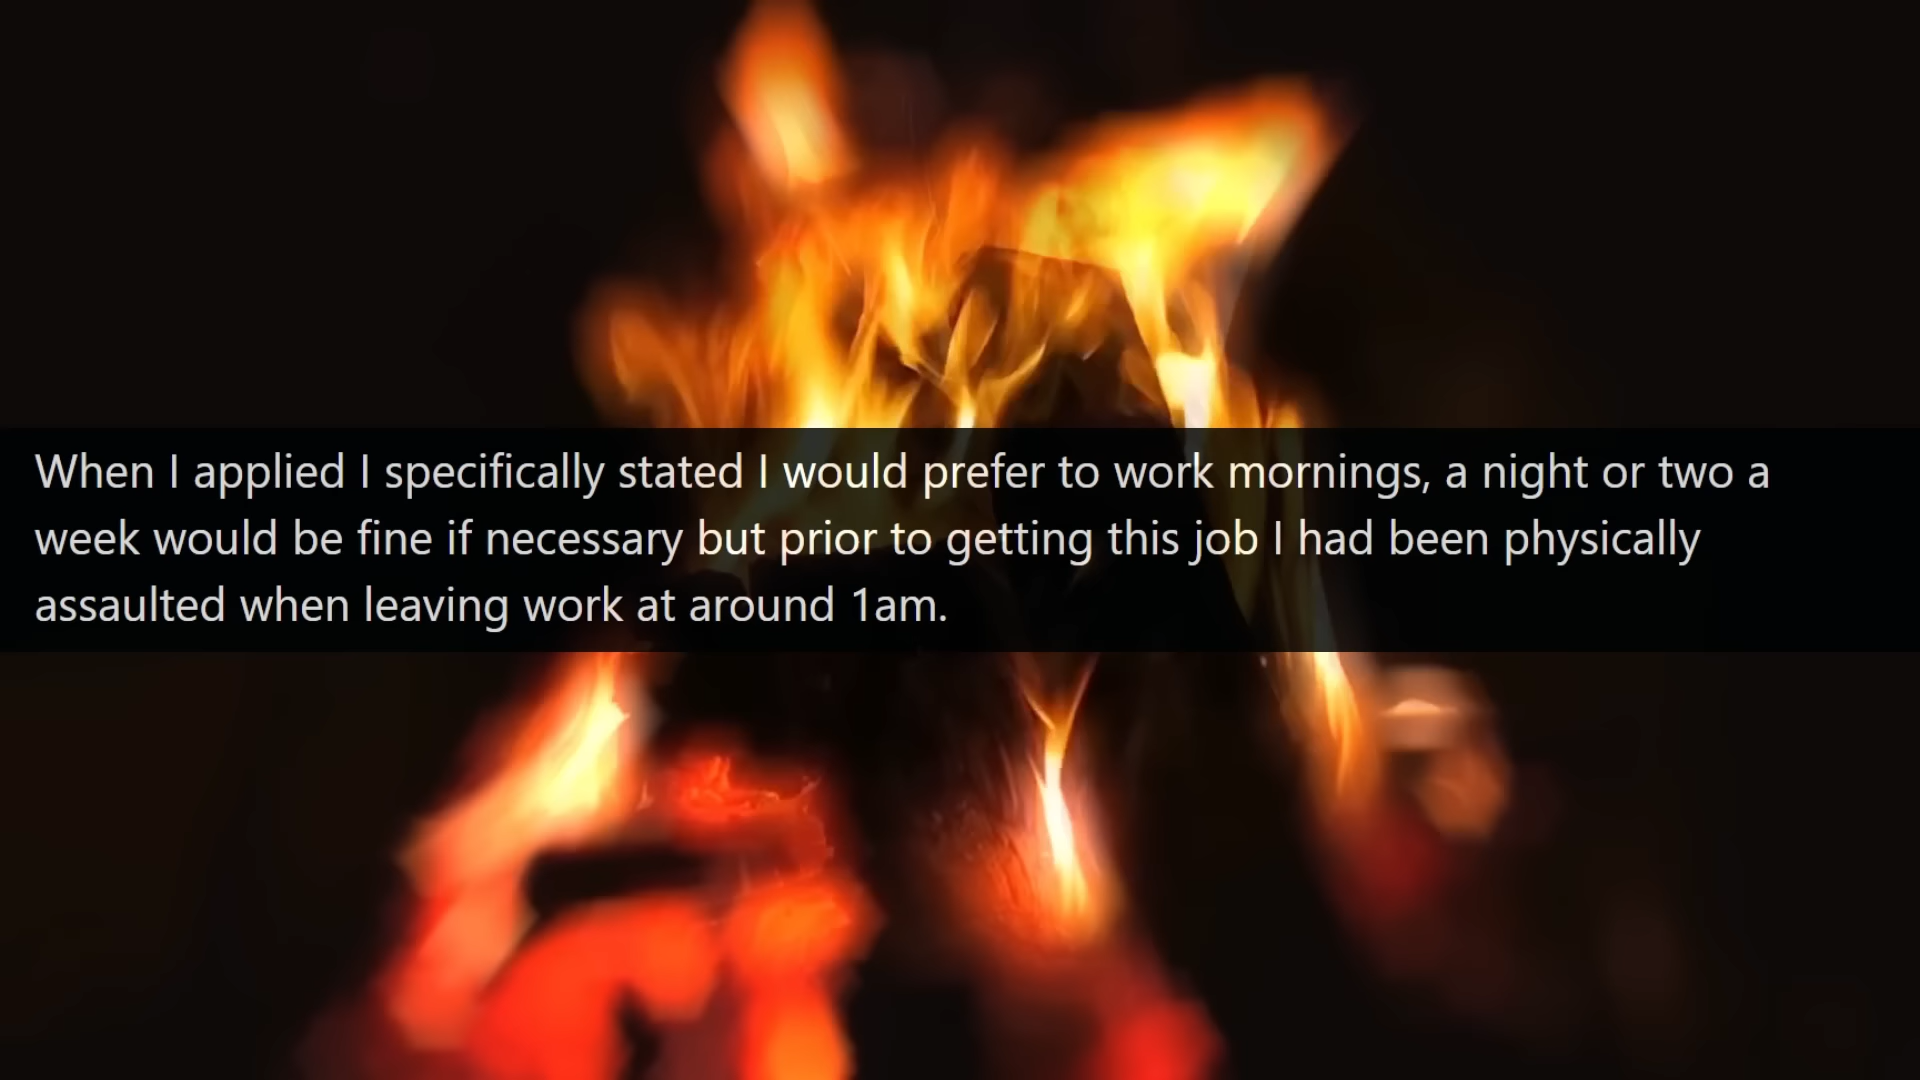 When I applied I specifically stated I would prefer to work mornings, a night or two a
week would be fine if necessary but prior to getting this job I had been physically
assaulted when leaving work at around 1am.